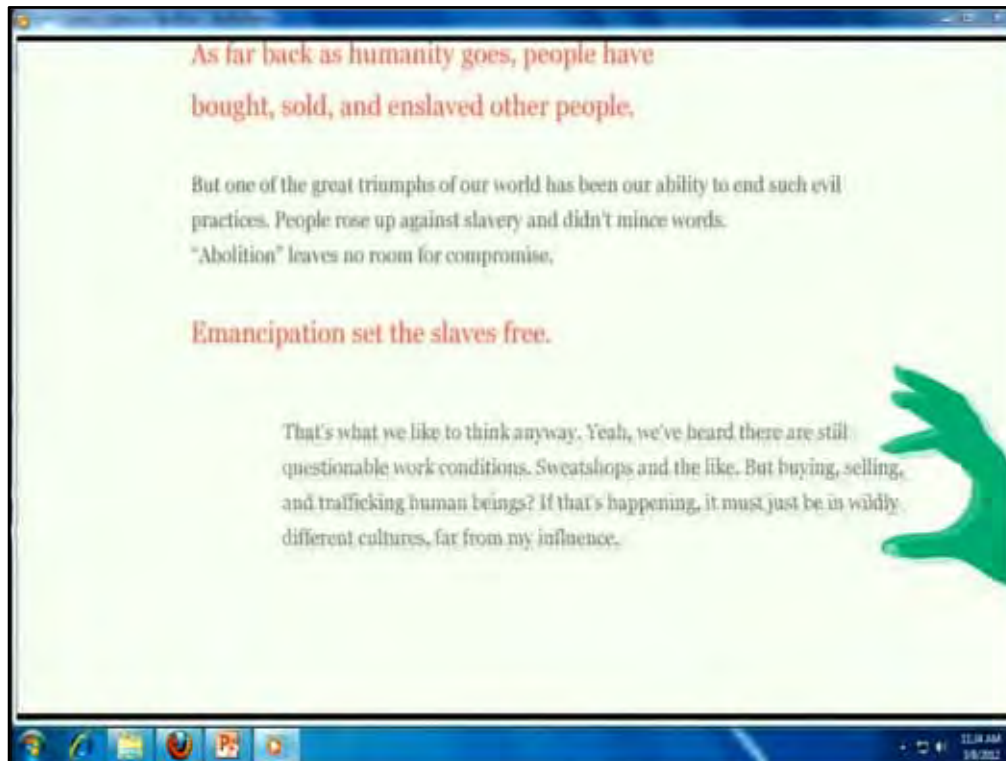 As far back as humanity goes, people have
bought, sold, and enslaved other people.
But one of the great triumphs of our world has been our ability to end such evil
practices. People rose up against slavery and didn't mince words.
"Abolition" leaves no room for compromise.
Emancipation set the slaves free.
That's what we like to think anyway. Yeah, we've heard there are still
questionable work conditions. Sweatshops and the like. But buying, selling,
and trafficking human beings? If that's happening, it must just be in wildly
different cultures, far from my influence.